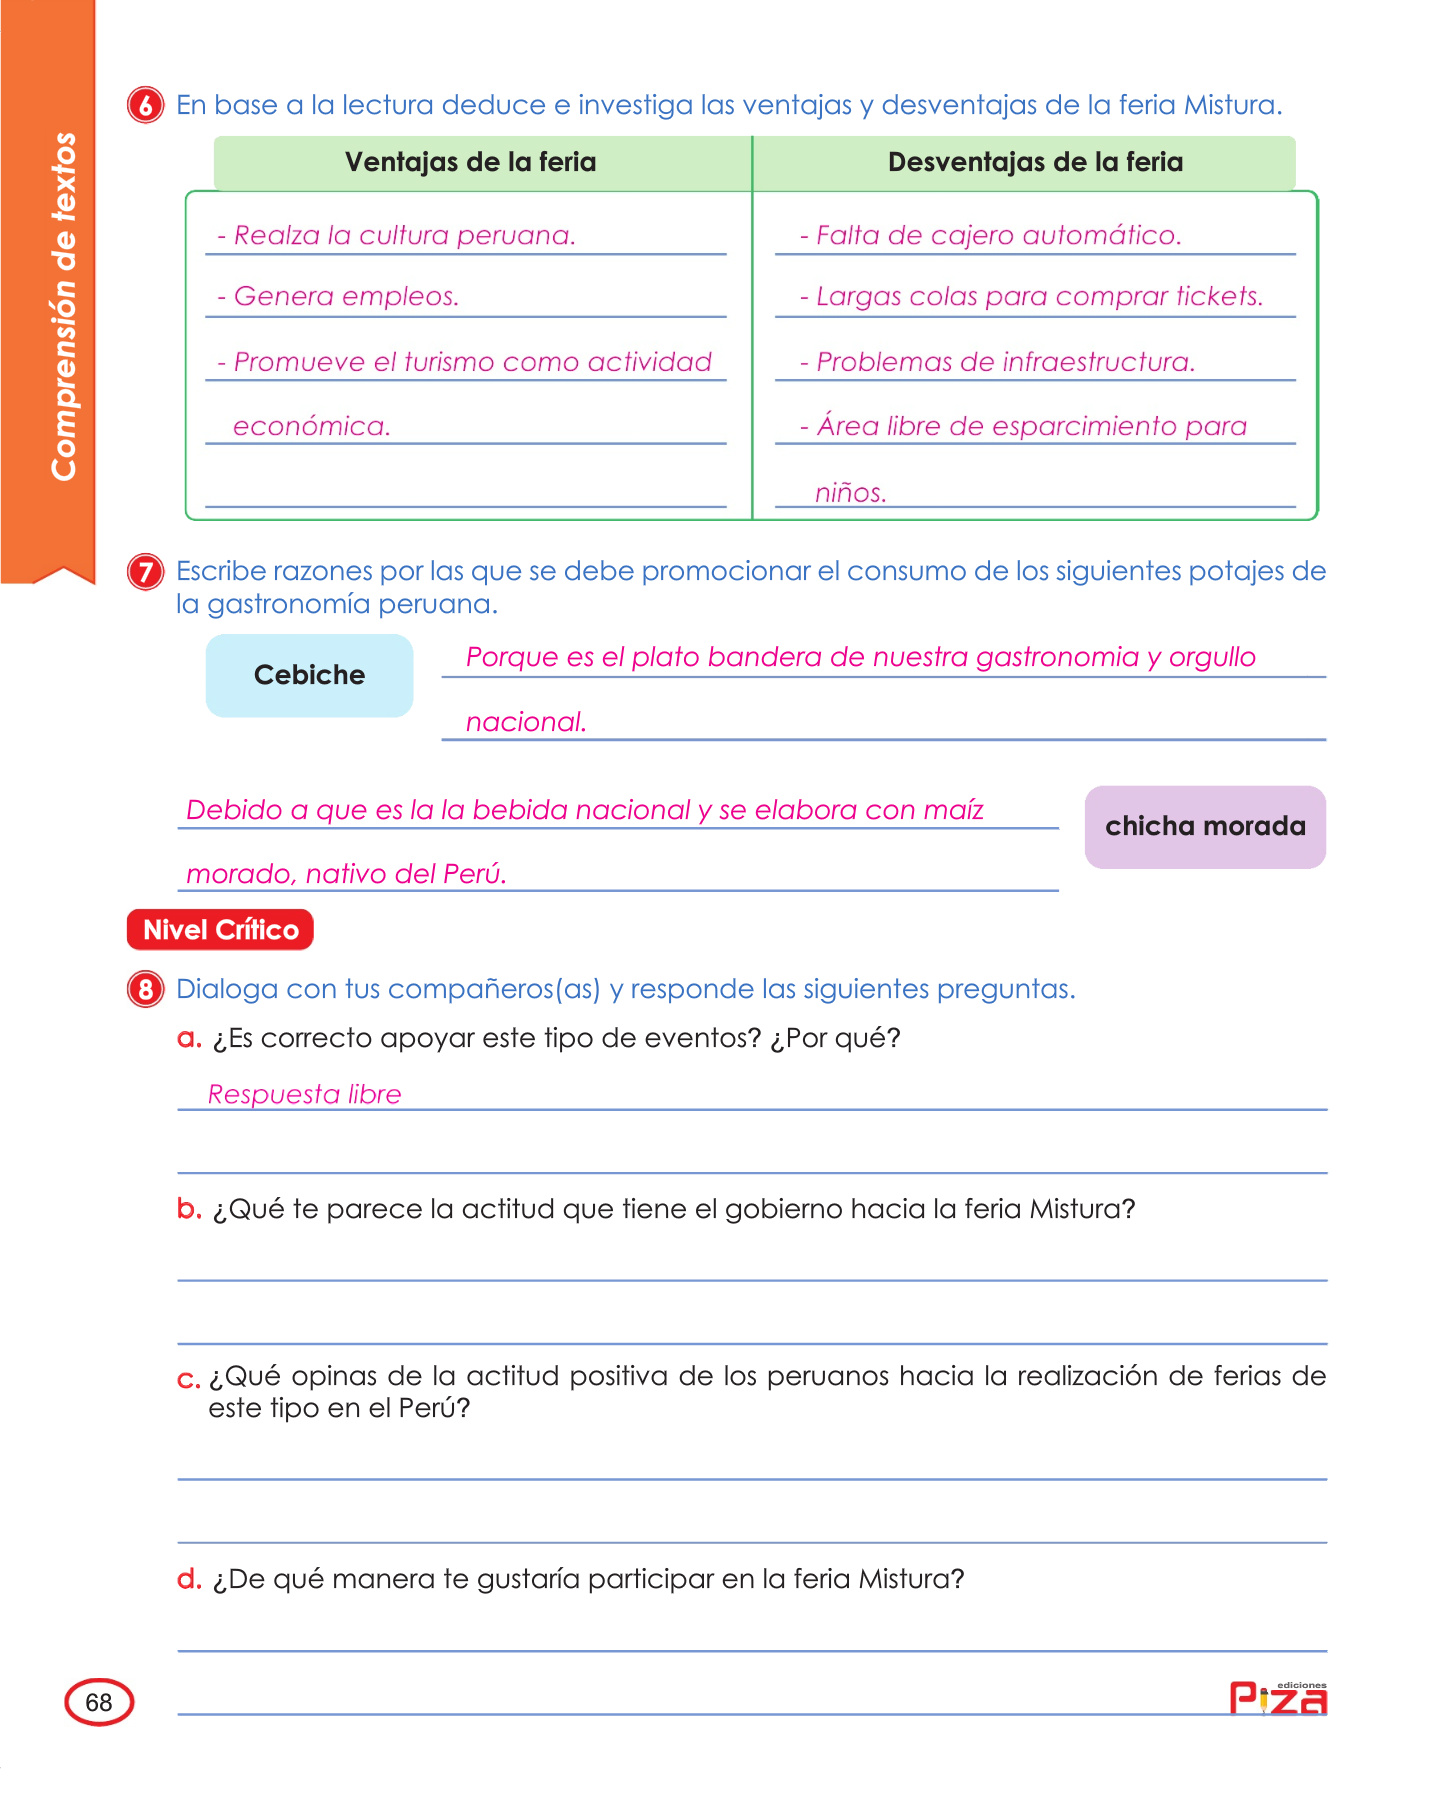 Comprensión de textos
6 En base a la lectura deduce e investiga las ventajas y desventajas de la feria Mistura.
Ventajas de la feria
- Realza la cultura peruana.
- Genera empleos.
- Promueve el turismo como actividad
económica.
Desventajas de la feria
- Falta de cajero automático.
- Largas colas para comprar tickets.
- Problemas de infraestructura.
- Área libre de esparcimiento para
niños.
7 Escribe razones por las que se debe promocionar el consumo de los siguientes potajes de
la gastronomía peruana.
Cebiche
Porque es el plato bandera de nuestra gastronomia y orgullo
nacional.
Debido a que es la la bebida nacional y se elabora con maíz
morado, nativo del Perú.
chicha morada
Nivel Crítico
8 Dialoga con tus compañeros(as) y responde las siguientes preguntas.
a. ¿Es correcto apoyar este tipo de eventos? ¿Por qué?
Respuesta libre
b. ¿Qué te parece la actitud que tiene el gobierno hacia la feria Mistura?
c. ¿Qué opinas de la actitud positiva de los peruanos hacia la realización de ferias de
este tipo en el Perú?
d. ¿De qué manera te gustaría participar en la feria Mistura?
68
ediciones
Piza